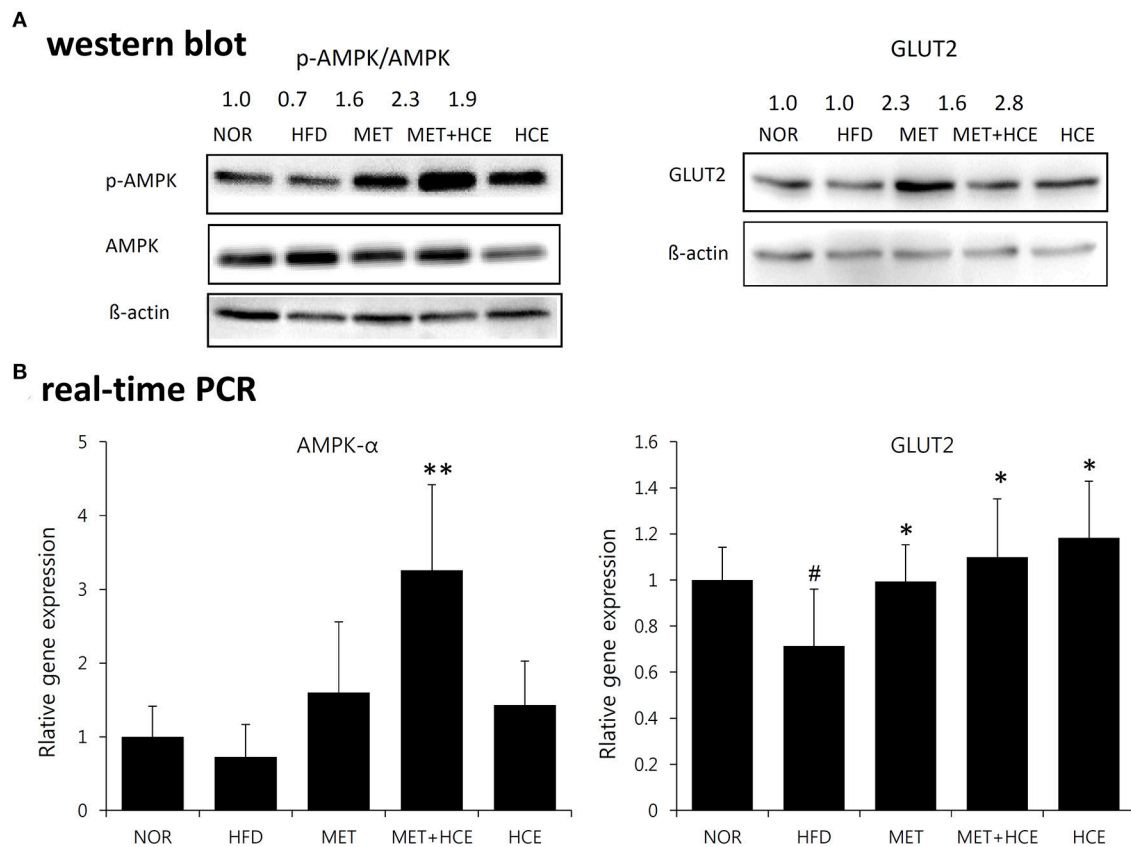 A
western blot
p-AMPK/AMPK
1.0 0.7 1.6 2.3 1.9
NOR HFD MET MET+HCE HCE
p-AMPK
AMPK
ß-actin
GLUT2
1.0 1.0 2.3 1.6 2.8
NOR HFD MET MET+HCE HCE
GLUT2
ß-actin
B
real-time PCR
AMPK-α
Rlative gene expression
5
4
3
2
1
0
**
NOR HFD MET MET+HCE HCE
GLUT2
Rlative gene expression
1.6
1.4
1.2
1
0.8
0.6
0.4
0.2
0
# * * *
NOR HFD MET MET+HCE HCE